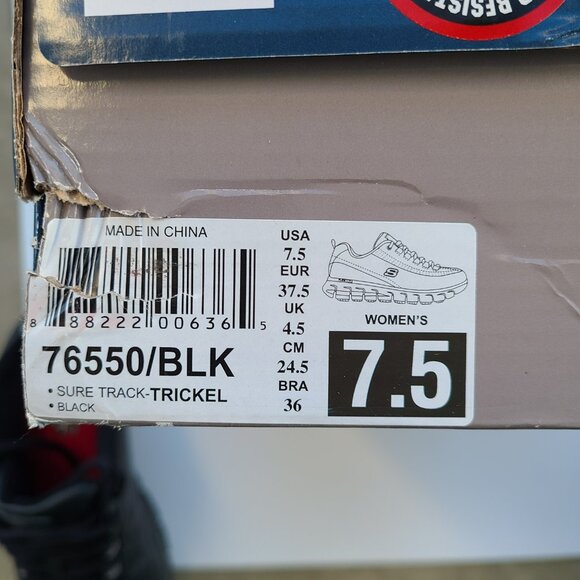 RESIST
MADE IN CHINA
8 88222 00636 5
76550/BLK
• SURE TRACK-TRICKEL
• BLACK
USA
7.5
EUR
37.5
UK
4.5
CM
24.5
BRA
36
S
WOMEN'S
7.5